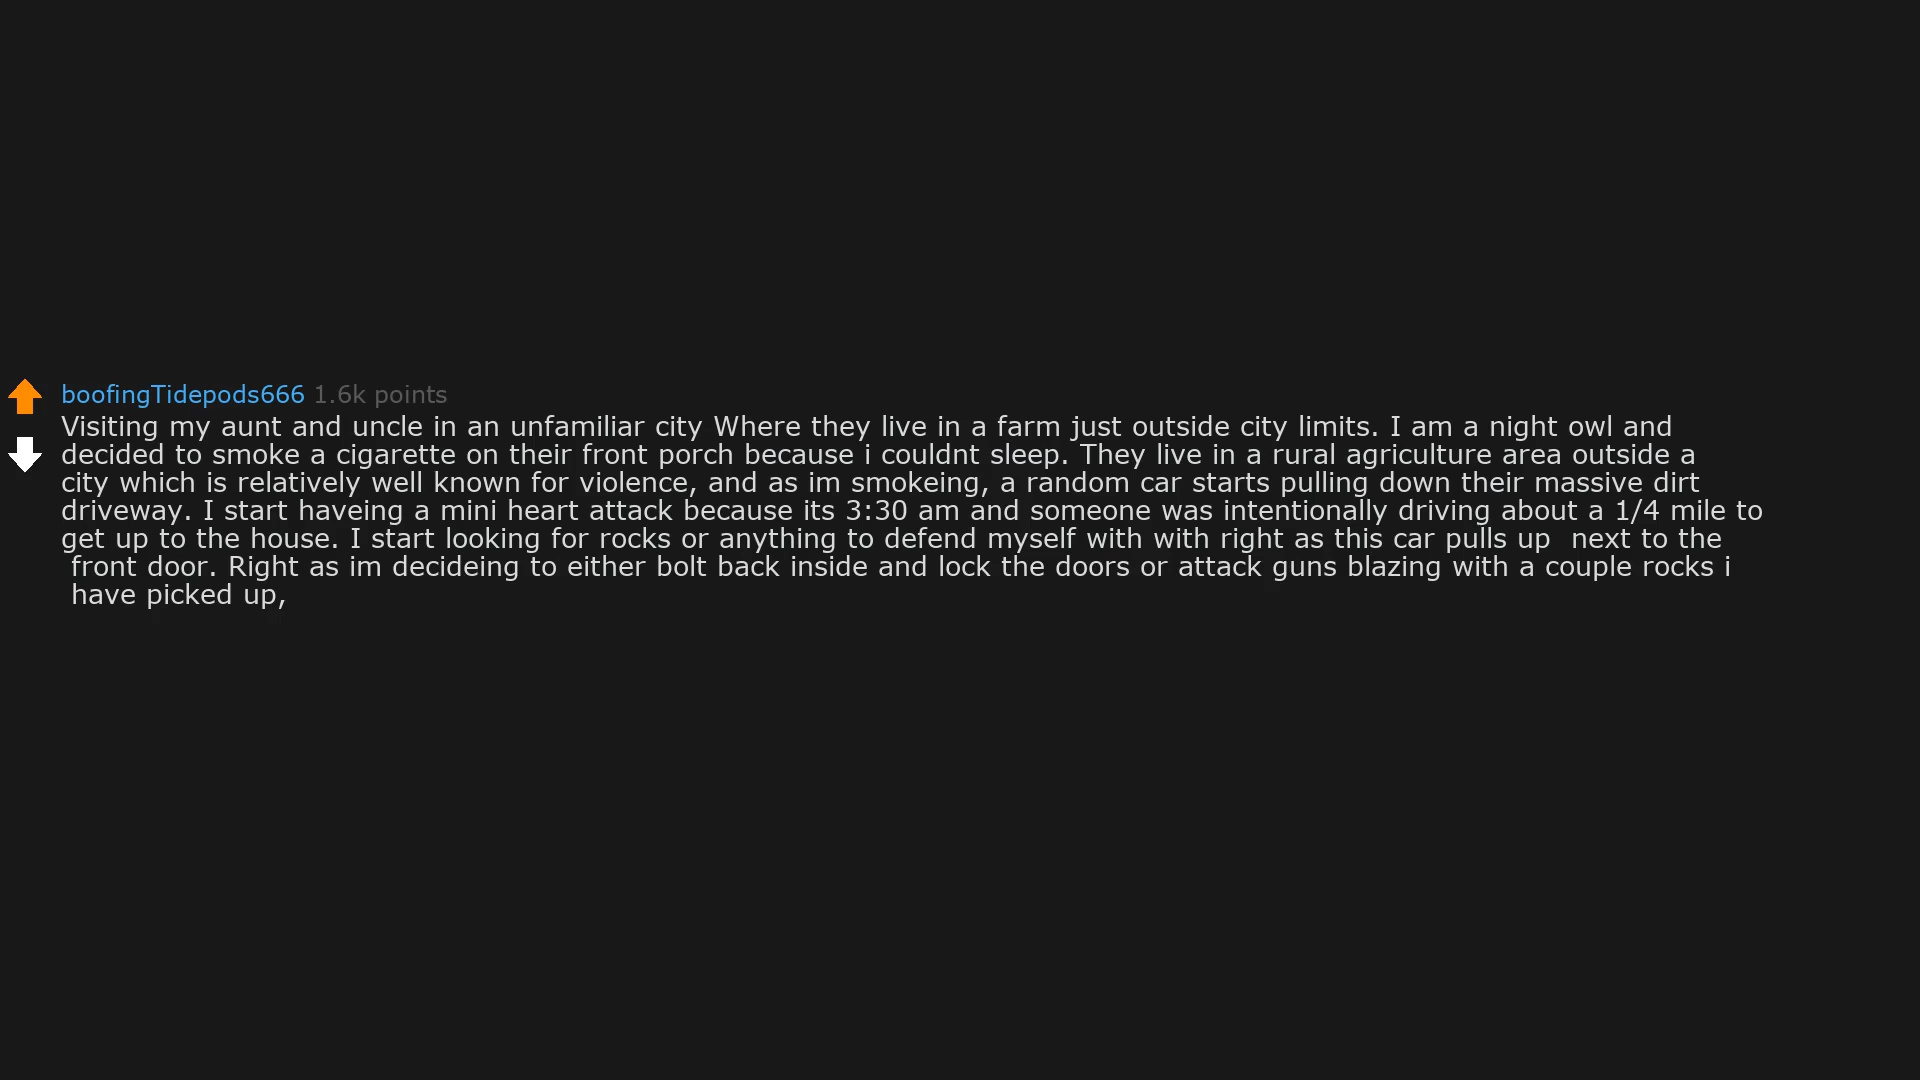 boofingTidepods666 1.6k points
Visiting my aunt and uncle in an unfamiliar city Where they live in a farm just outside city limits. I am a night owl and
decided to smoke a cigarette on their front porch because i couldnt sleep. They live in a rural agriculture area outside a
city which is relatively well known for violence, and as im smokeing, a random car starts pulling down their massive dirt
driveway. I start haveing a mini heart attack because its 3:30 am and someone was intentionally driving about a 1/4 mile to
get up to the house. I start looking for rocks or anything to defend myself with with right as this car pulls up  next to the
front door. Right as im decideing to either bolt back inside and lock the doors or attack guns blazing with a couple rocks i
have picked up,